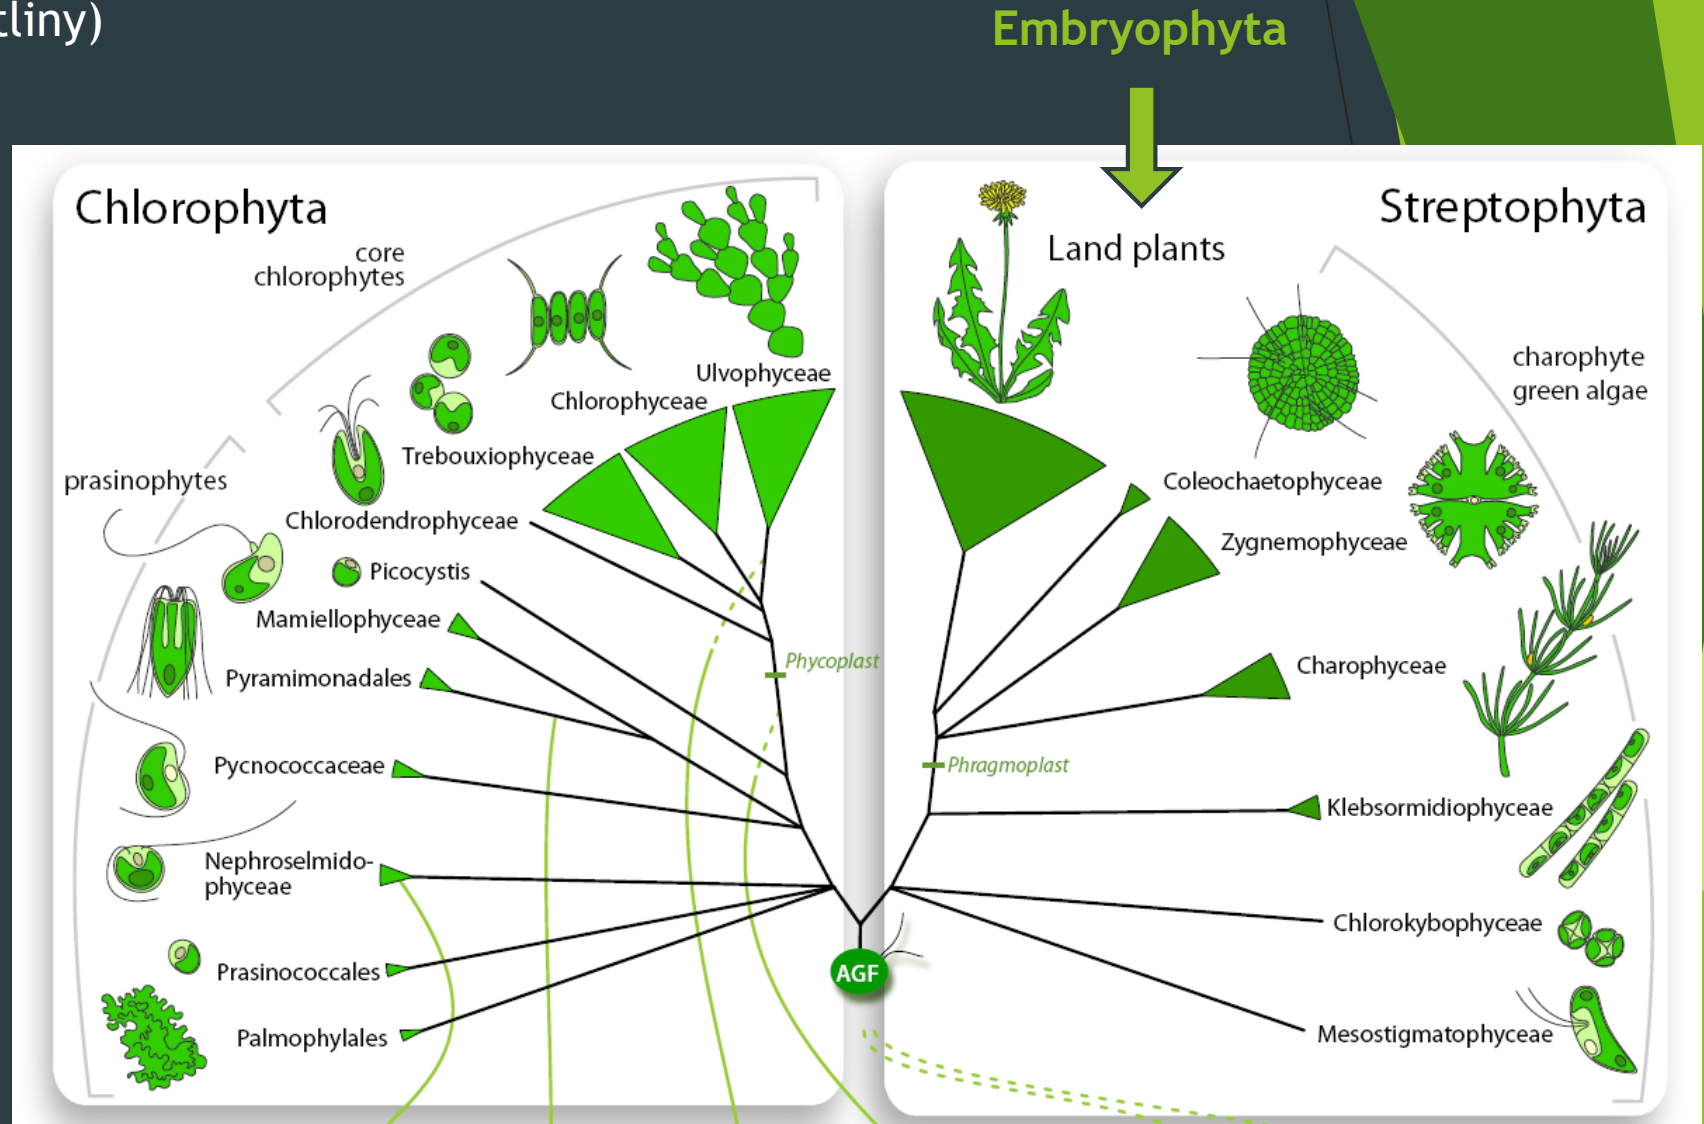 tliny)
Embryophyta
Chlorophyta
core
chlorophytes
prasinophytes
Ulvophyceae
Chlorophyceae
Trebouxiophyceae
Chlorodendrophyceae
Picocystis
Mamiellophyceae
Pyramimonadales
Pycnococcaceae
Nephroselmido-
phyceae
Prasinococcales
Palmophylales
Phycoplast
AGF
Streptophyta
Land plants
charophyte
green algae
Coleochaetophyceae
Zygnemophyceae
Charophyceae
Phragmoplast
Klebsormidiophyceae
Chlorokybophyceae
Mesostigmatophyceae